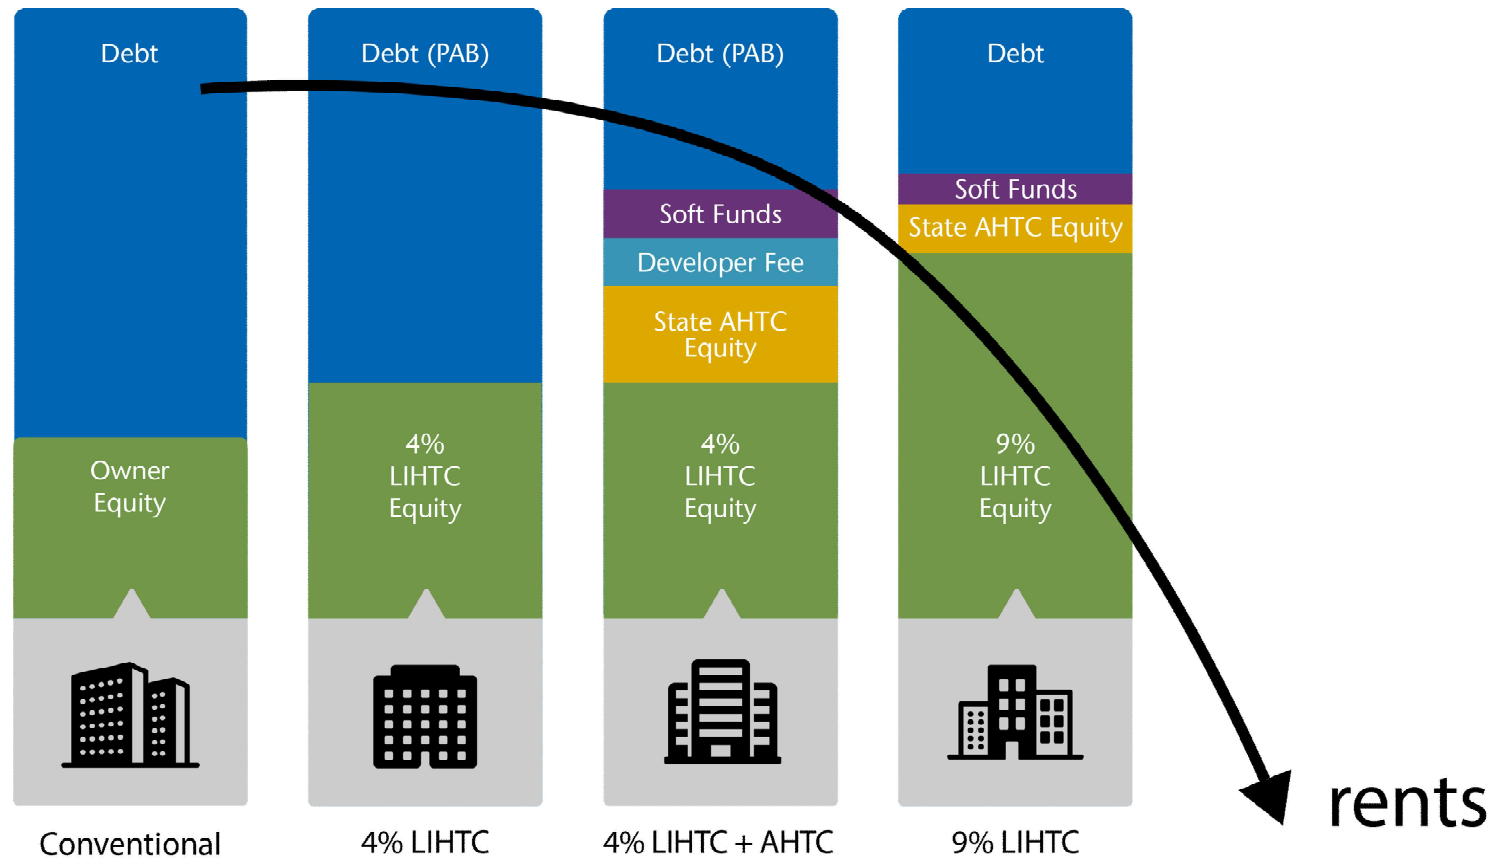 Debt
Owner
Equity
Conventional
Debt (PAB)
4%
LIHTC
Equity
4% LIHTC
Debt (PAB)
Soft Funds
Developer Fee
State AHTC
Equity
4%
LIHTC
Equity
4% LIHTC + AHTC
Debt
Soft Funds
State AHTC Equity
9%
LIHTC
Equity
9% LIHTC
rents